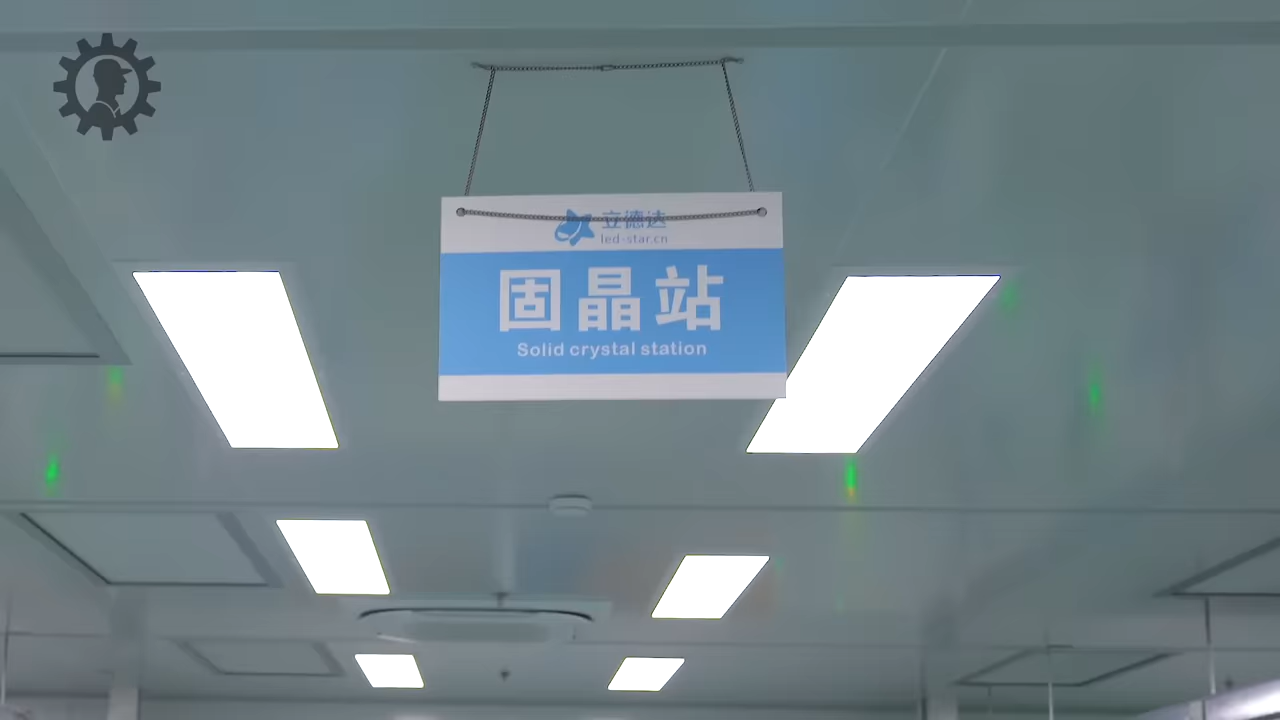 立德达
led-star.cn
固晶站
Solid crystal station